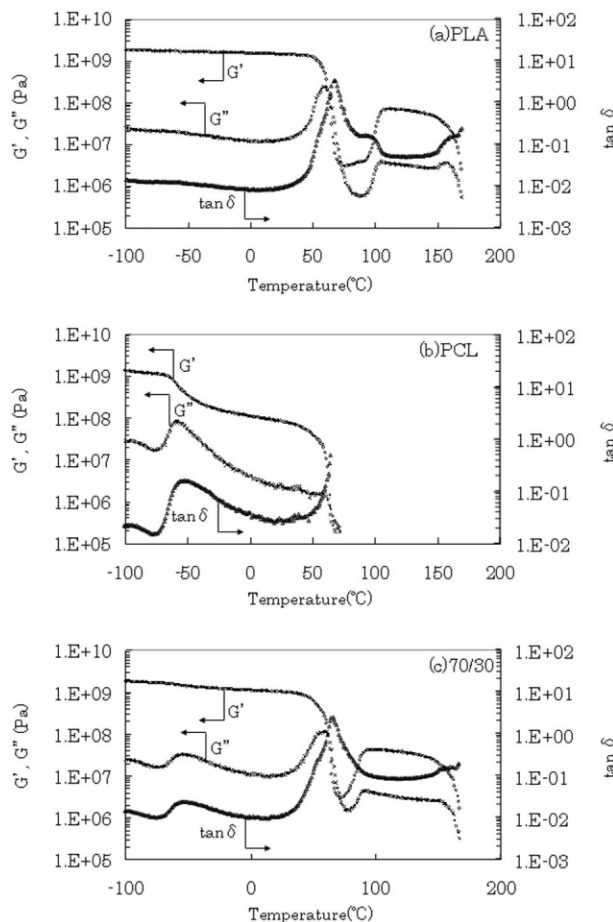 (a)PLA
G', G" (Pa)
1.E+10
1.E+09
1.E+08
1.E+07
1.E+06
1.E+05
G'
G"
tan δ
1.E+02
1.E+01
1.E+00
1.E-01
1.E-02
1.E-03
tan δ
-100 -50 0 50 100 150 200
Temperature(°C)
(b)PCL
G', G" (Pa)
1.E+10
1.E+09
1.E+08
1.E+07
1.E+06
1.E+05
G'
G"
tan δ
1.E+02
1.E+01
1.E+00
1.E-01
1.E-02
tan δ
-100 -50 0 50 100 150 200
Temperature(°C)
(c)70/30
G', G" (Pa)
1.E+10
1.E+09
1.E+08
1.E+07
1.E+06
1.E+05
G'
G"
tan δ
1.E+02
1.E+01
1.E+00
1.E-01
1.E-02
1.E-03
tan δ
-100 -50 0 50 100 150 200
Temperature(°C)